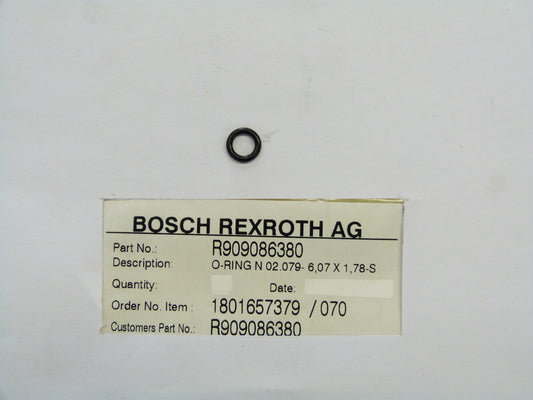 BOSCH REXROTH AG
Part No.: R909086380
Description: O-RING N 02.079- 6,07 X 1,78-S
Quantity: Date:
Order No. Item : 1801657379 / 070
Customers Part No.: R909086380